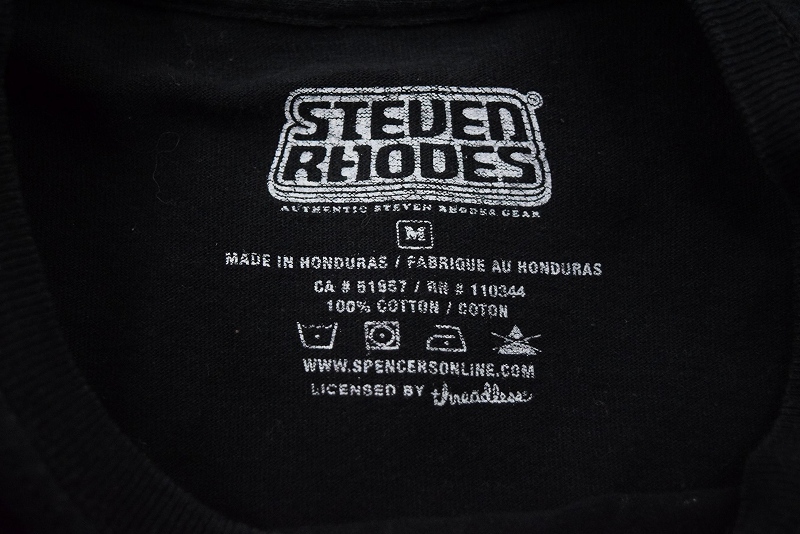 STEVEN
RHODES®
AUTHENTIC STEVEN RHODES GEAR
M
MADE IN HONDURAS / FABRIQUE AU HONDURAS
CA # 51967 / RN # 110344
100% COTTON / COTON
WWW.SPENCERSONLINE.COM
LICENSED BY threadless